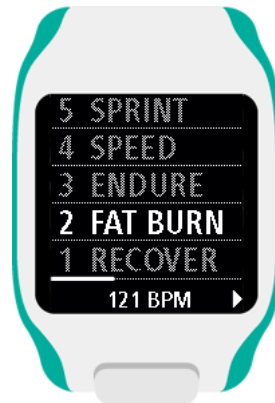 5 SPRINT
4 SPEED
3 ENDURE
2 FAT BURN
1 RECOVER
121 BPM